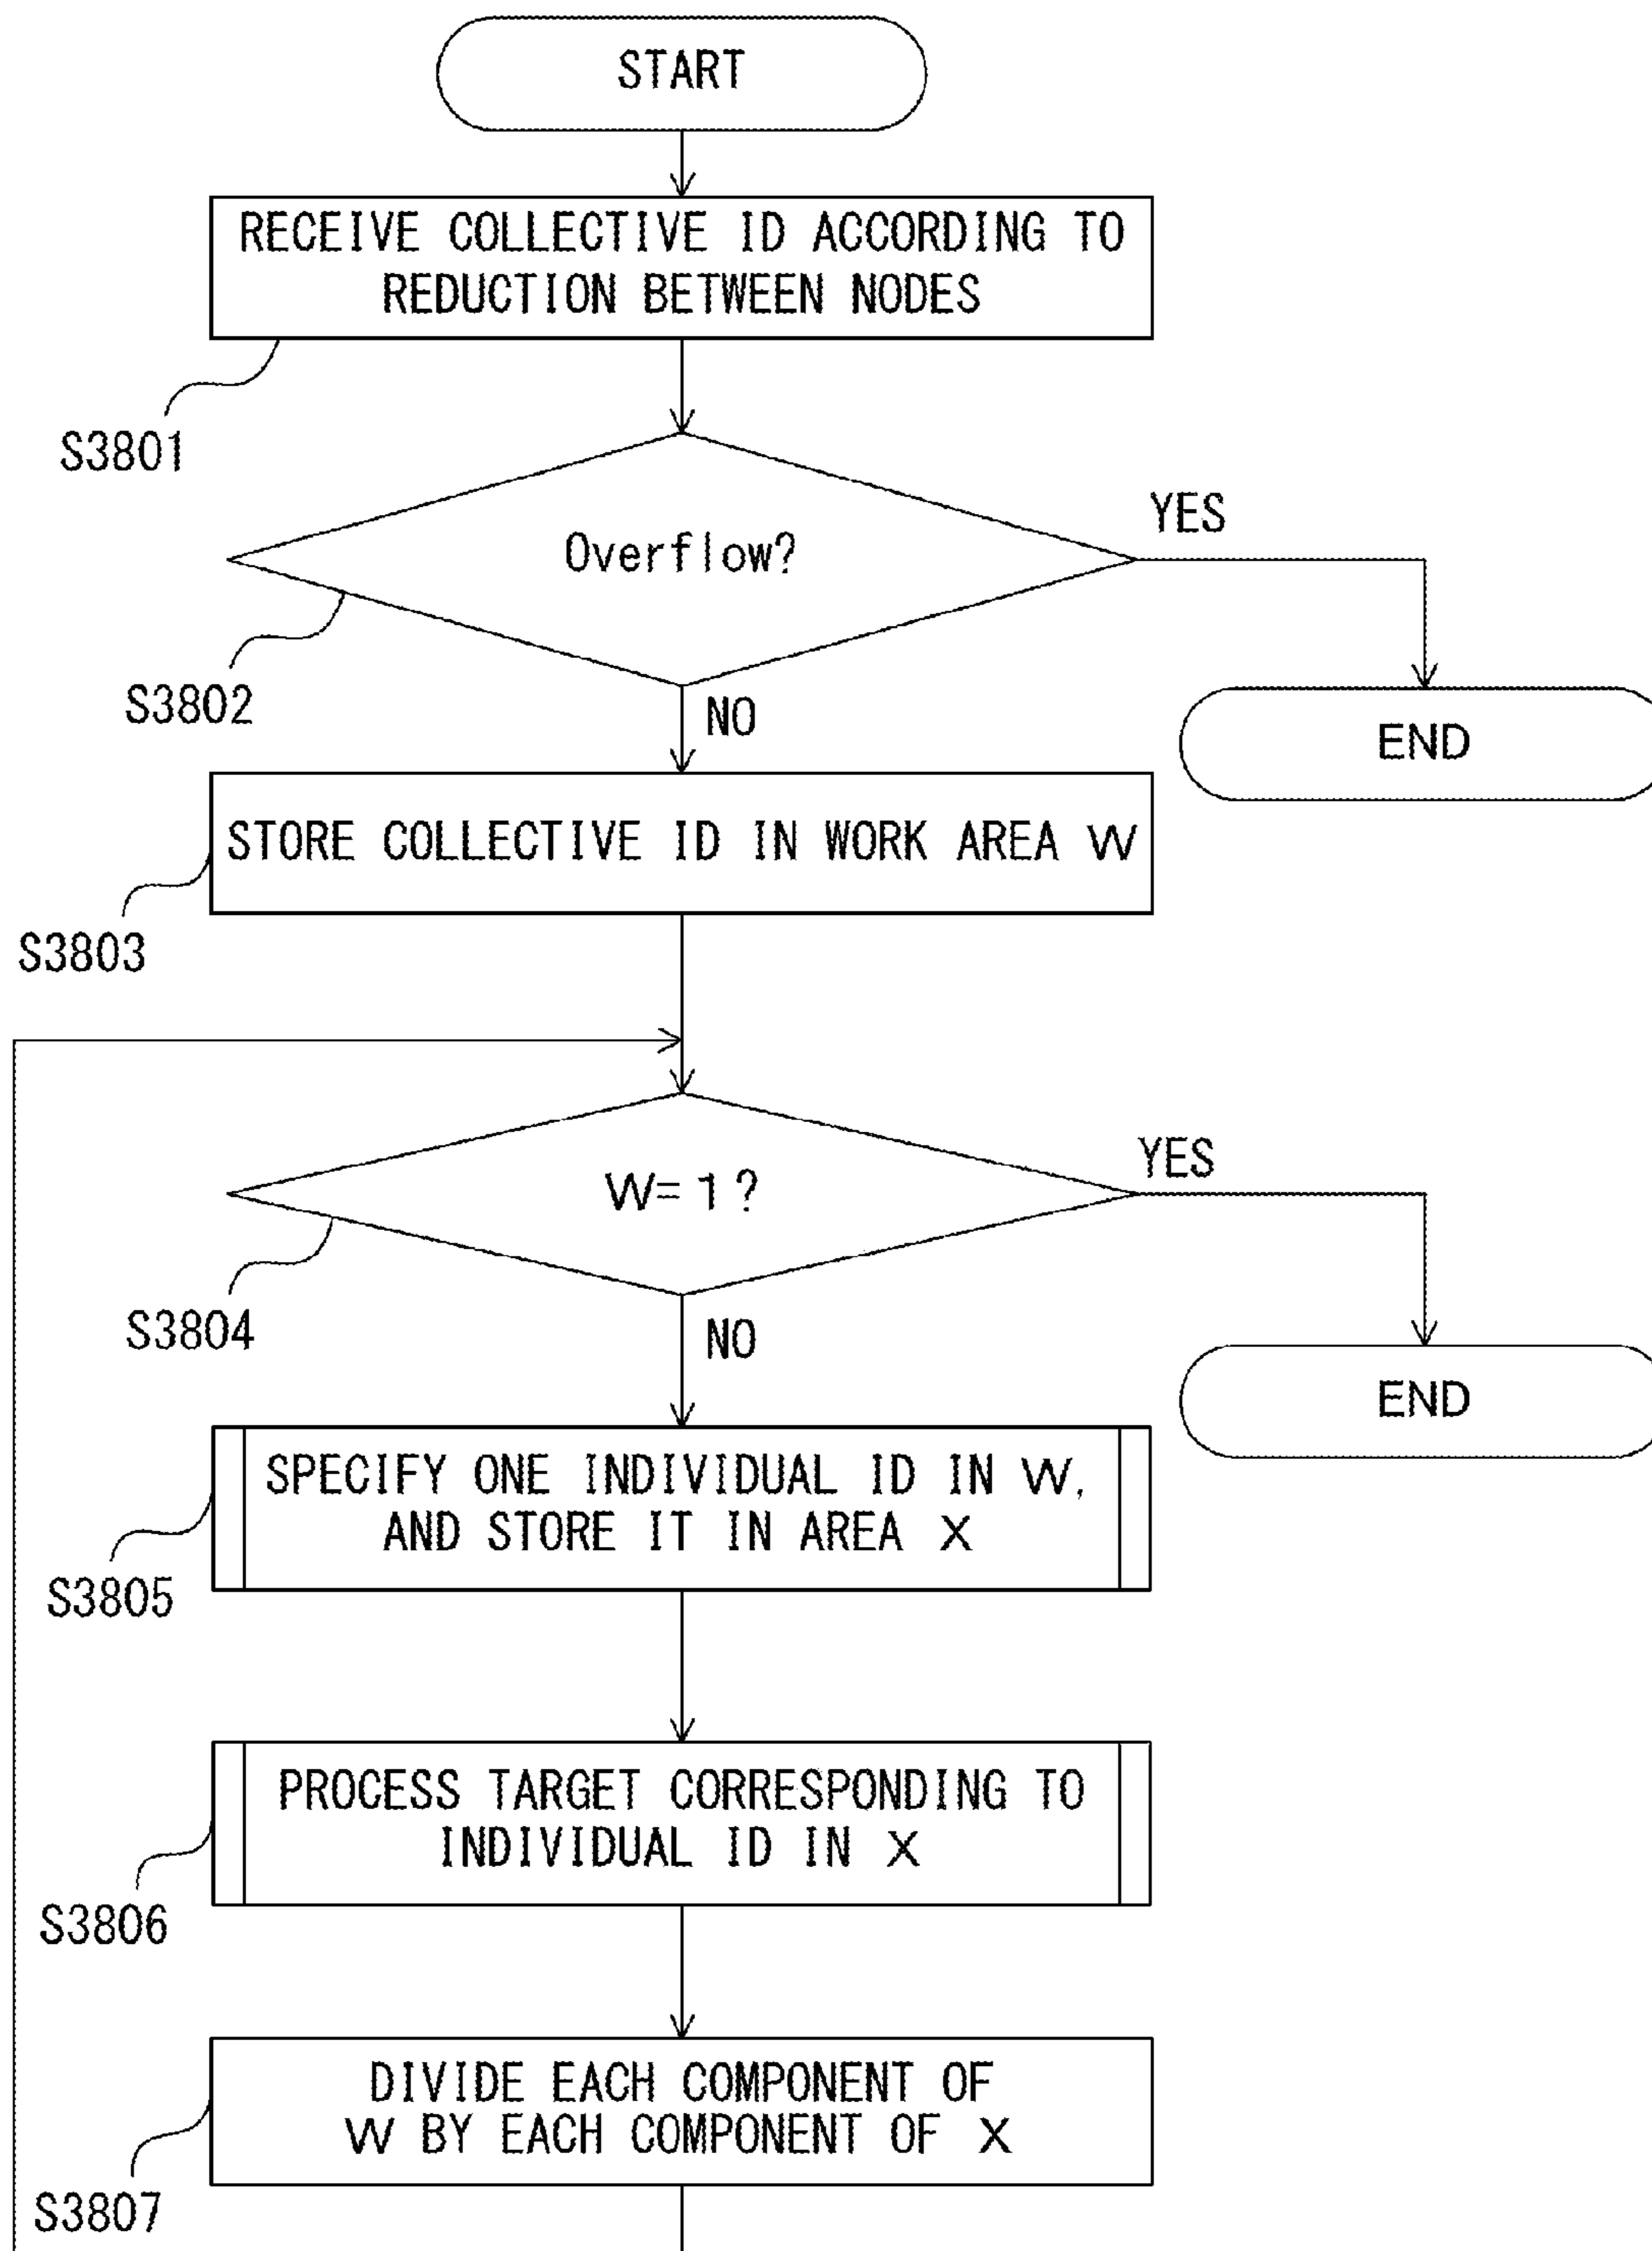 START
RECEIVE COLLECTIVE ID ACCORDING TO
REDUCTION BETWEEN NODES
S3801
Overflow?
YES
S3802
NO
END
STORE COLLECTIVE ID IN WORK AREA W
S3803
W=1?
YES
S3804
NO
END
SPECIFY ONE INDIVIDUAL ID IN W,
AND STORE IT IN AREA X
S3805
PROCESS TARGET CORRESPONDING TO
INDIVIDUAL ID IN X
S3806
DIVIDE EACH COMPONENT OF
W BY EACH COMPONENT OF X
S3807